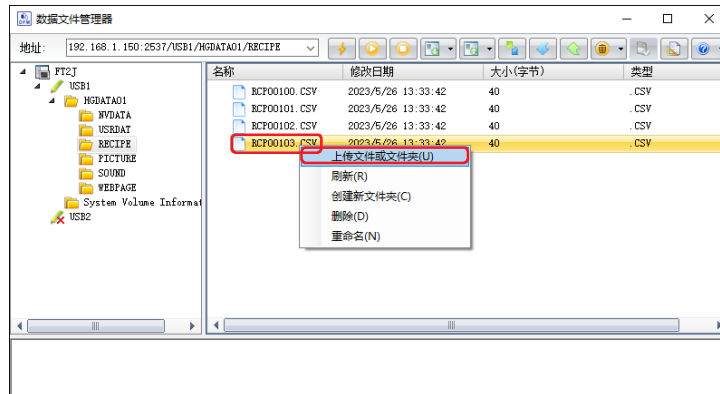 数据文件管理器
地址: 192.168.1.150:2537/USB1/HGDATA01/RECIPE
FT2J
USB1
HGDATA01
NVDATA
USRDAT
RECIPE
PICTURE
SOUND
WEBPAGE
System Volume Informat
USB2
名称 修改日期 大小(字节) 类型
RCP00100.CSV 2023/5/26 13:33:42 40 .CSV
RCP00101.CSV 2023/5/26 13:33:42 40 .CSV
RCP00102.CSV 2023/5/26 13:33:42 40 .CSV
RCP00103.CSV 2023/5/26 13:33:42 40 .CSV
上传文件或文件夹(U)
刷新(R)
创建新文件夹(C)
删除(D)
重命名(N)